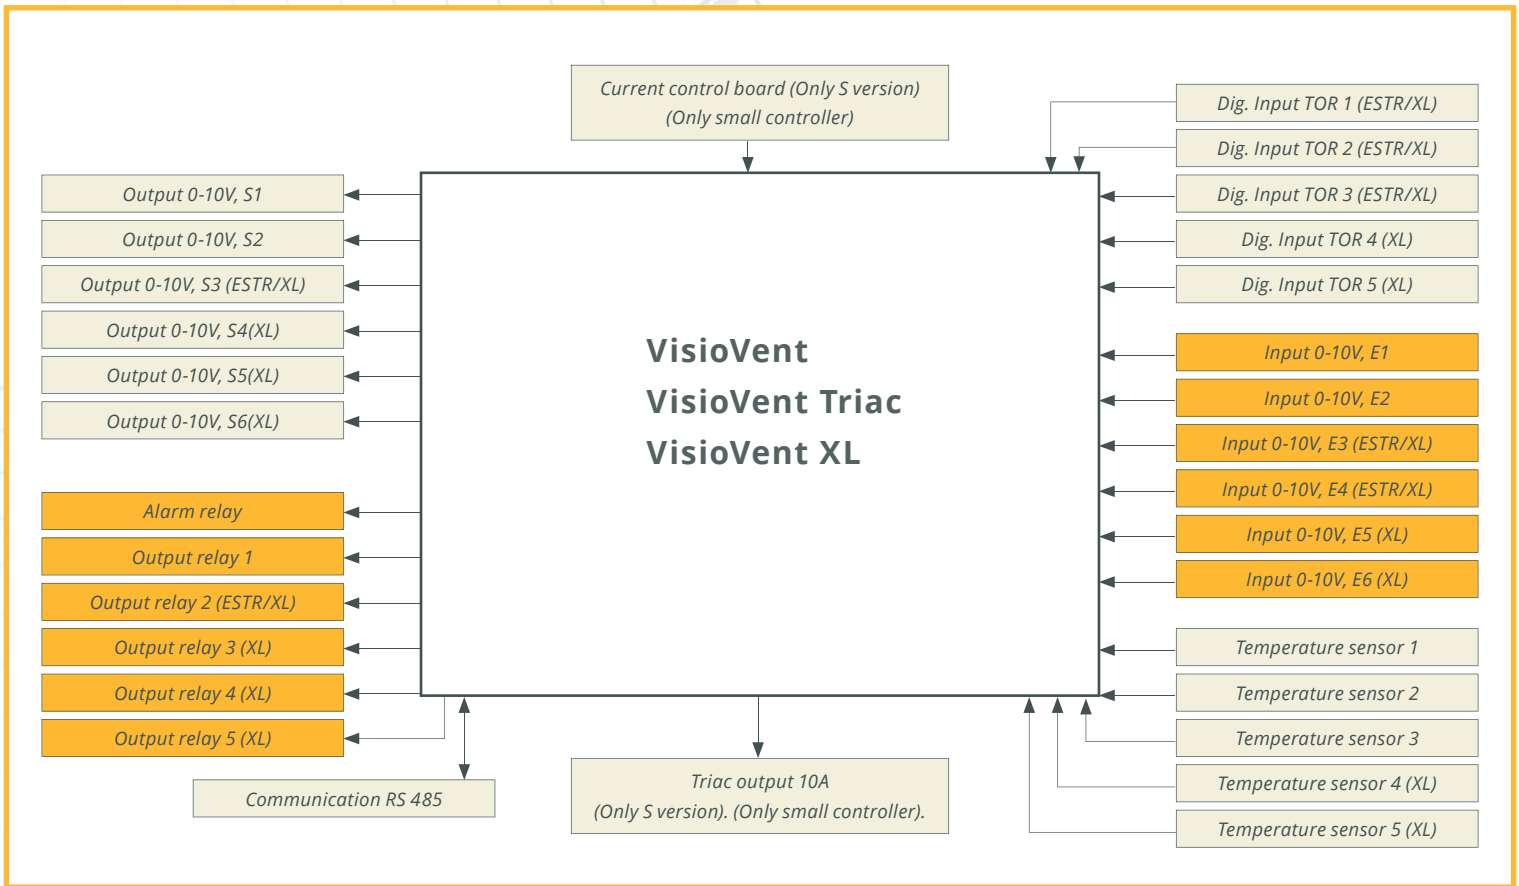 Current control board (Only S version)
(Only small controller)
Output 0-10V, S1
Output 0-10V, S2
Output 0-10V, S3 (ESTR/XL)
Output 0-10V, S4(XL)
Output 0-10V, S5(XL)
Output 0-10V, S6(XL)
Alarm relay
Output relay 1
Output relay 2 (ESTR/XL)
Output relay 3 (XL)
Output relay 4 (XL)
Output relay 5 (XL)
Communication RS 485
VisioVent
VisioVent Triac
VisioVent XL
Triac output 10A
(Only S version). (Only small controller).
Dig. Input TOR 1 (ESTR/XL)
Dig. Input TOR 2 (ESTR/XL)
Dig. Input TOR 3 (ESTR/XL)
Dig. Input TOR 4 (XL)
Dig. Input TOR 5 (XL)
Input 0-10V, E1
Input 0-10V, E2
Input 0-10V, E3 (ESTR/XL)
Input 0-10V, E4 (ESTR/XL)
Input 0-10V, E5 (XL)
Input 0-10V, E6 (XL)
Temperature sensor 1
Temperature sensor 2
Temperature sensor 3
Temperature sensor 4 (XL)
Temperature sensor 5 (XL)